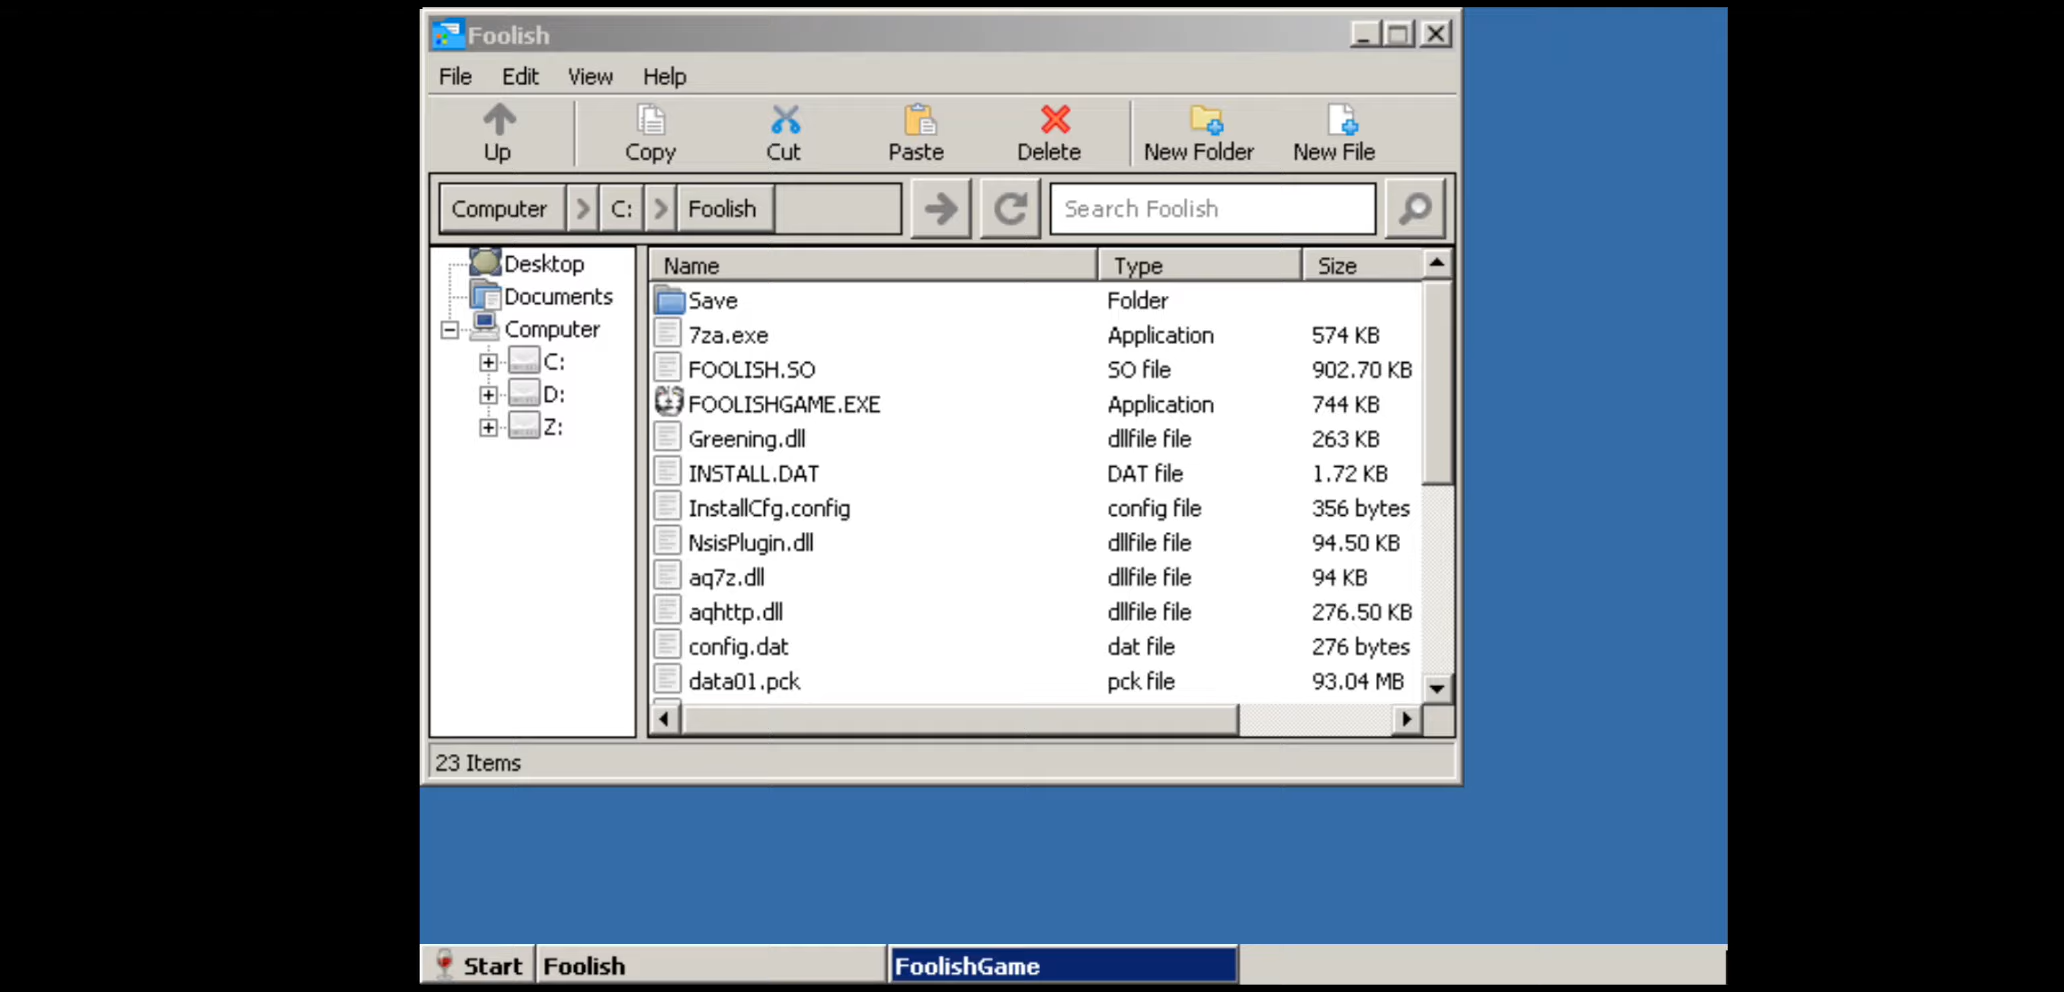 Foolish
File Edit View Help
Up Copy Cut Paste Delete New Folder New File
Computer C: Foolish Search Foolish
Desktop
Documents
Computer
C:
D:
Z:
Name Type Size
Save Folder
7za.exe Application 574 KB
FOOLISH.SO SO file 902.70 KB
FOOLISHGAME.EXE Application 744 KB
Greening.dll dllfile file 263 KB
INSTALL.DAT DAT file 1.72 KB
InstallCfg.config config file 356 bytes
NsisPlugin.dll dllfile file 94.50 KB
aq7z.dll dllfile file 94 KB
aqhttp.dll dllfile file 276.50 KB
config.dat dat file 276 bytes
data01.pck pck file 93.04 MB
23 Items
Start Foolish FoolishGame